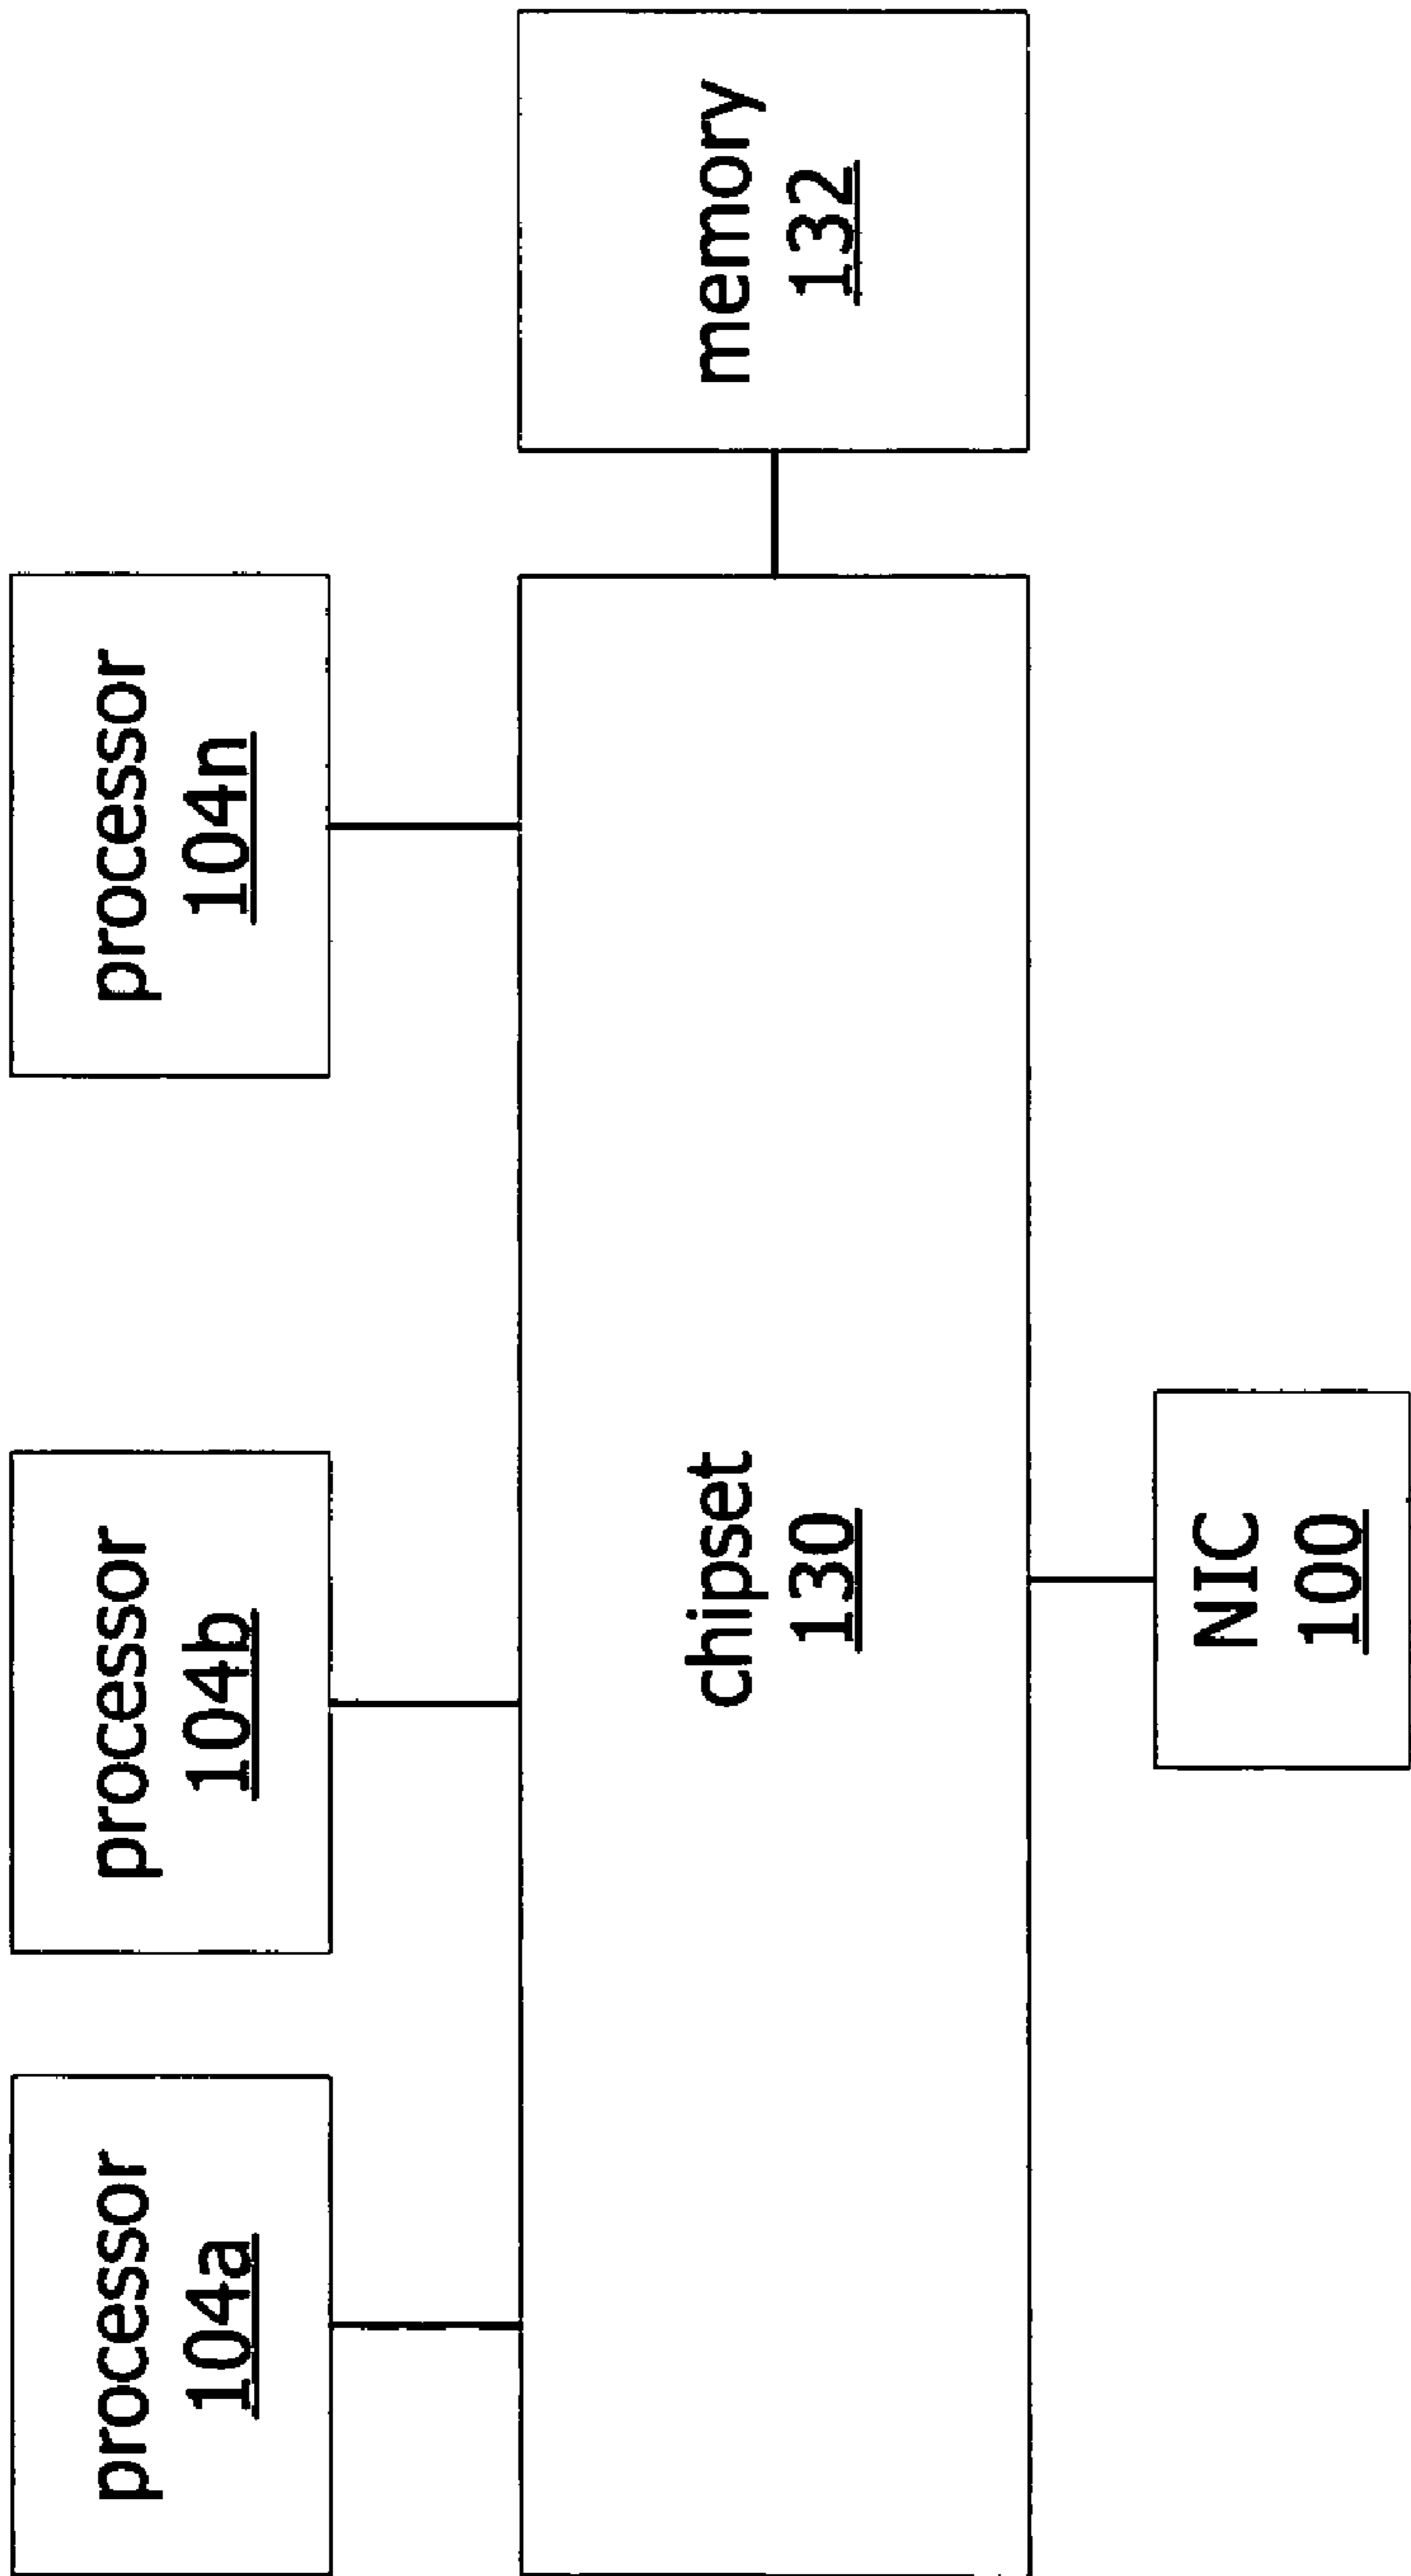 processor
104a
processor
104b
processor
104n
chipset
130
memory
132
NIC
100